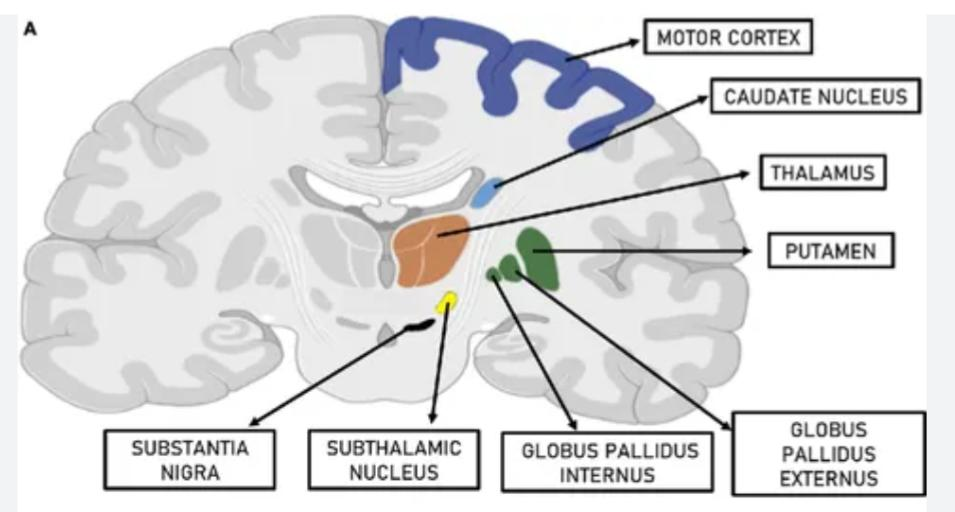 A
MOTOR CORTEX
CAUDATE NUCLEUS
THALAMUS
PUTAMEN
SUBSTANTIA
NIGRA
SUBTHALAMIC
NUCLEUS
GLOBUS PALLIDUS
INTERNUS
GLOBUS
PALLIDUS
EXTERNUS